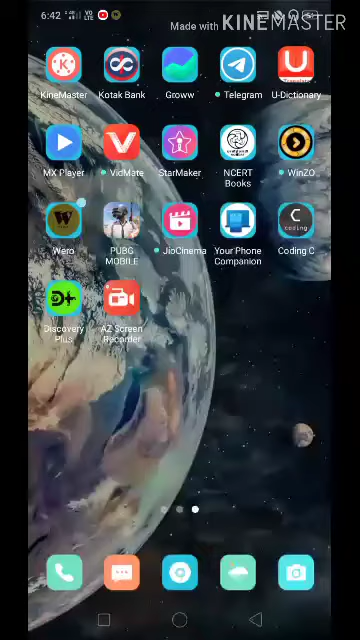 6:42
Made with KINEMASTER
KineMaster Kotak Bank Groww Telegram U-Dictionary
MX Player VidMate StarMaker NCERT Books WinZO
Wero PUBG MOBILE JioCinema Your Phone Companion Coding C
Discovery Plus AZ Screen Recorder